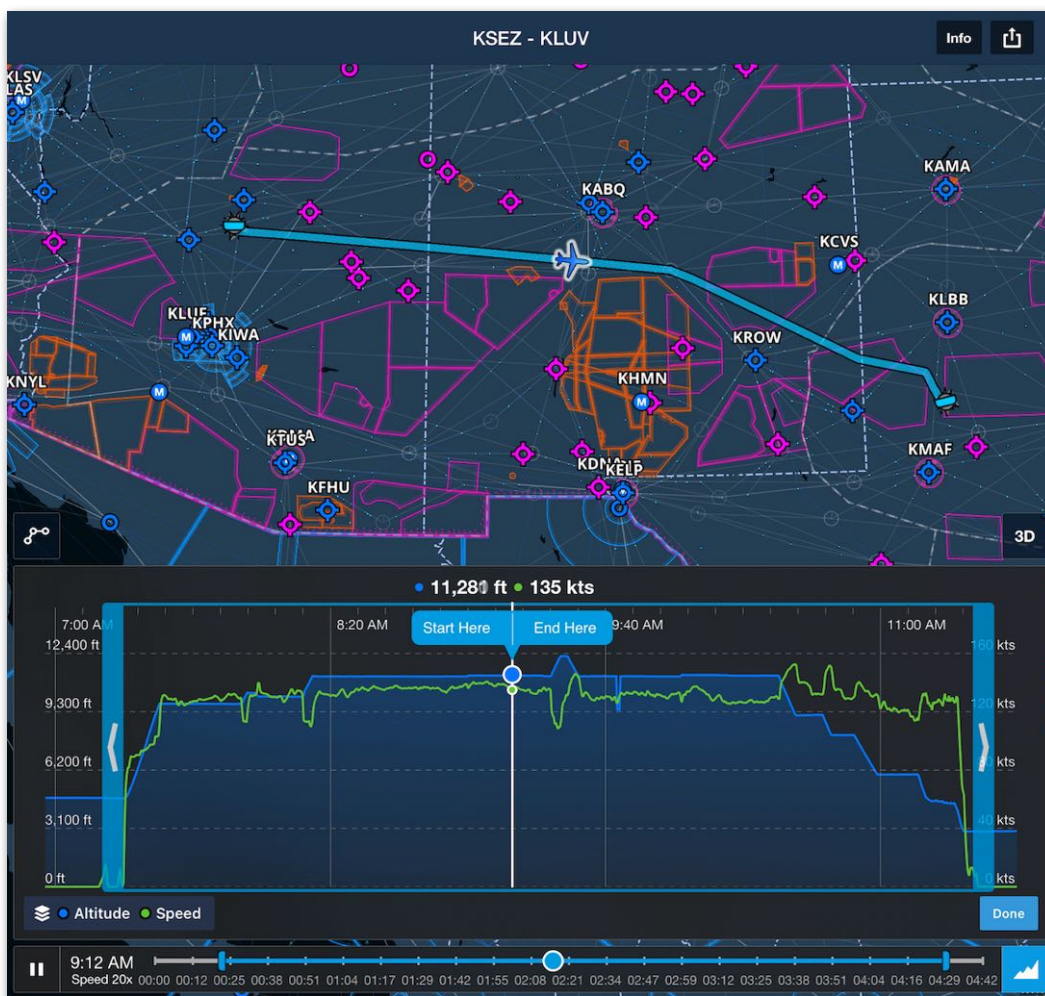 KSEZ - KLUV
Info
KLSV
LAS
KABQ
KAMA
KCVS
M
KLBB
KLUF
KPHX
KIWA
M
KROW
KNYL
M
KHMN
M
KTUS
KMAF
KELP
KFHU
3D
11,280 ft 135 kts
7:00 AM
8:20 AM
Start Here
End Here
9:40 AM
11:00 AM
12,400 ft
160 kts
9,300 ft
120 kts
6,200 ft
kts
3,100 ft
40 kts
0 ft
0 kts
Altitude Speed
Done
9:12 AM
Speed 20x
00:00 00:12 00:25 00:38 00:51 01:04 01:17 01:29 01:42 01:55 02:08 02:21 02:34 02:47 02:59 03:12 03:25 03:38 03:51 04:04 04:16 04:29 04:42